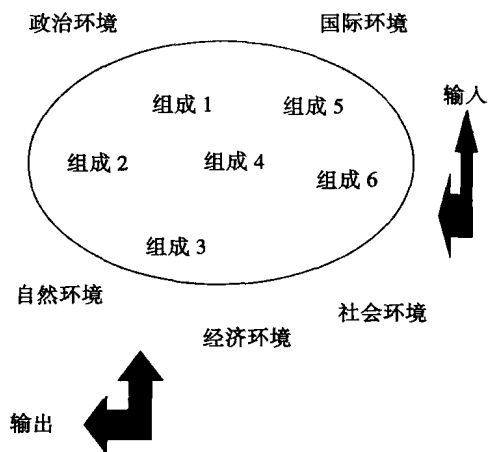 政治环境
国际环境
输入
组成 1
组成 5
组成 2
组成 4
组成 6
组成 3
自然环境
社会环境
经济环境
输出